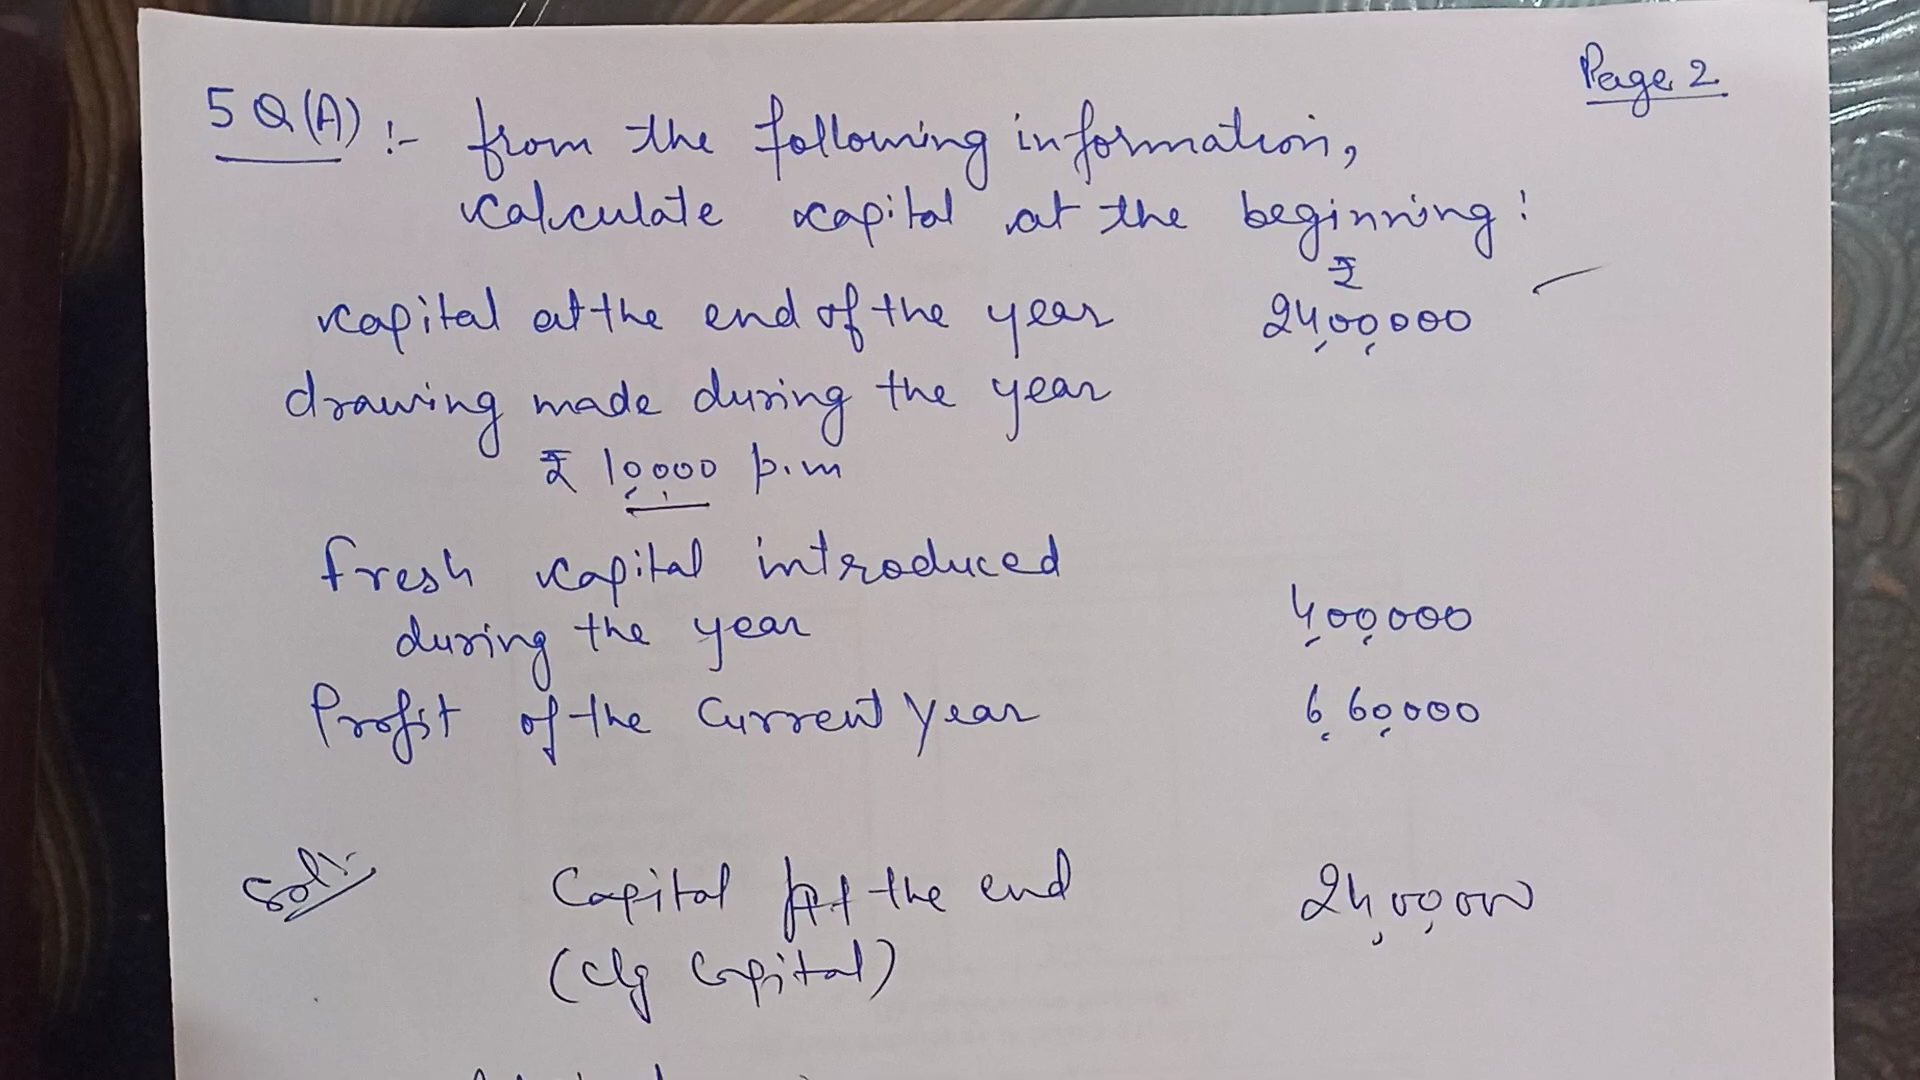 Page 2
5Q(A) :- from the following information,
calculate capital at the beginning :
₹
capital at the end of the year 24,00,000
drawing made during the year
₹ 10,000 p.m
fresh capital introduced
during the year 4,00,000
Profit of the Current Year 6,60,000
Sol:- Capital At the end 24,00,000
(Clg Capital)